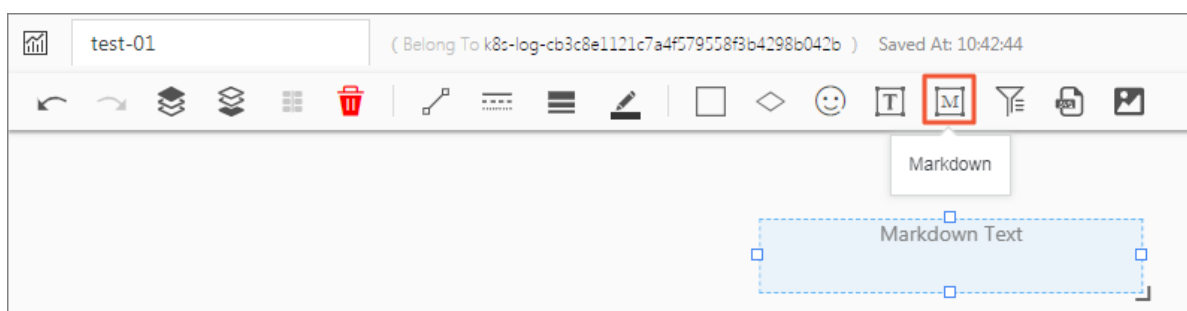 test-01
( Belong To k8s-log-cb3c8e1121c7a4f579558f3b4298b042b ) Saved At: 10:42:44
T M
Markdown
Markdown Text